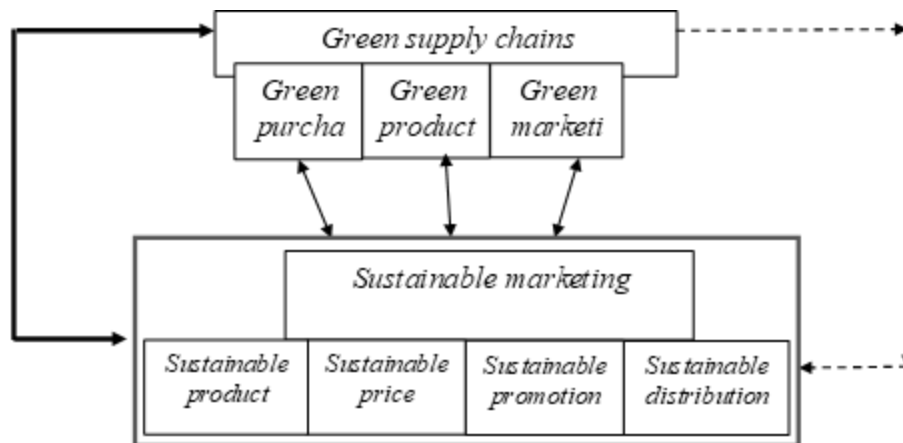 Green supply chains
Green
purcha
Green
product
Green
marketi
Sustainable marketing
Sustainable
product
Sustainable
price
Sustainable
promotion
Sustainable
distribution